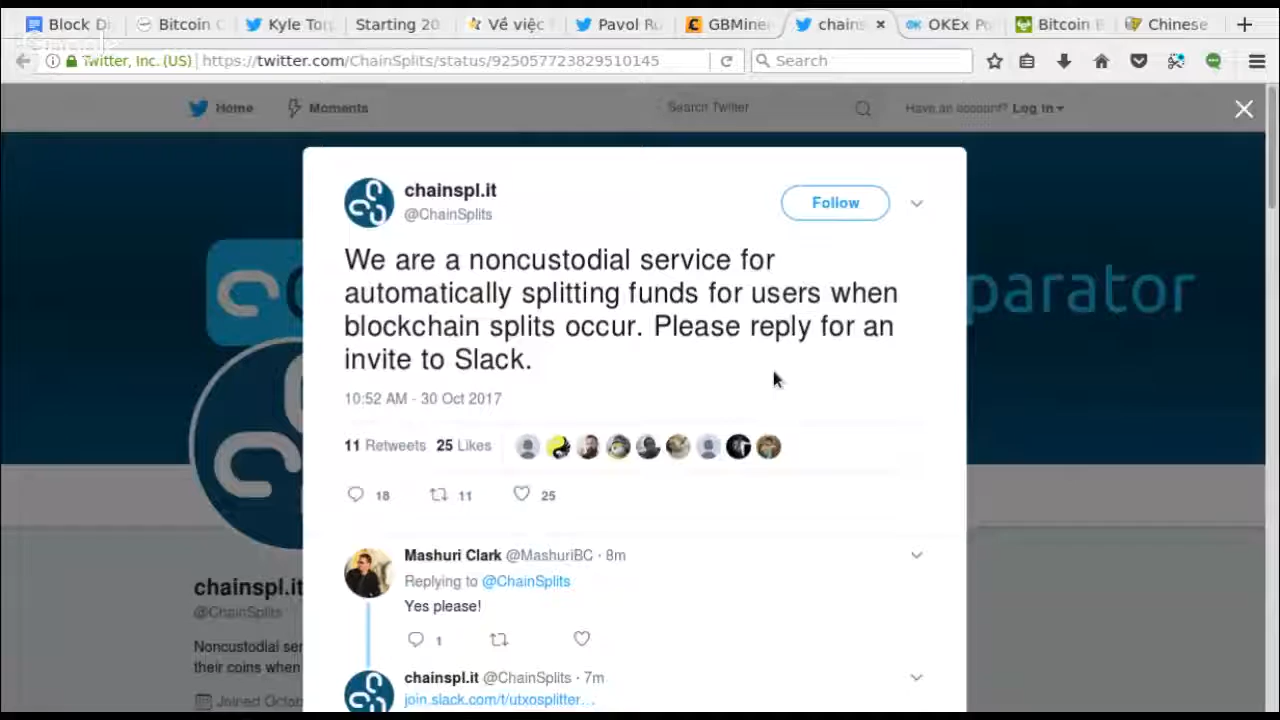 Block Di
Bitcoin C
Kyle Tor
Starting 20
Về việc
Pavol Ru
GBMine
chains
OKEx Po
Bitcoin
Chinese
Google
Twitter, Inc. (US)
https://twitter.com/ChainSplits/status/925057723829510145
Search
Home
Moments
Search Twitter
Have an account? Log in
parator
chainspl.it
@ChainSplits
Follow
We are a noncustodial service for
automatically splitting funds for users when
blockchain splits occur. Please reply for an
invite to Slack.
10:52 AM - 30 Oct 2017
11 Retweets 25 Likes
18 11 25
Mashuri Clark @MashuriBC · 8m
Replying to @ChainSplits
Yes please!
1
chainspl.it @ChainSplits · 7m
join.slack.com/t/utxosplitter…
chainspl.it
@ChainSplits
Noncustodial ser
their coins when
Joined Octob